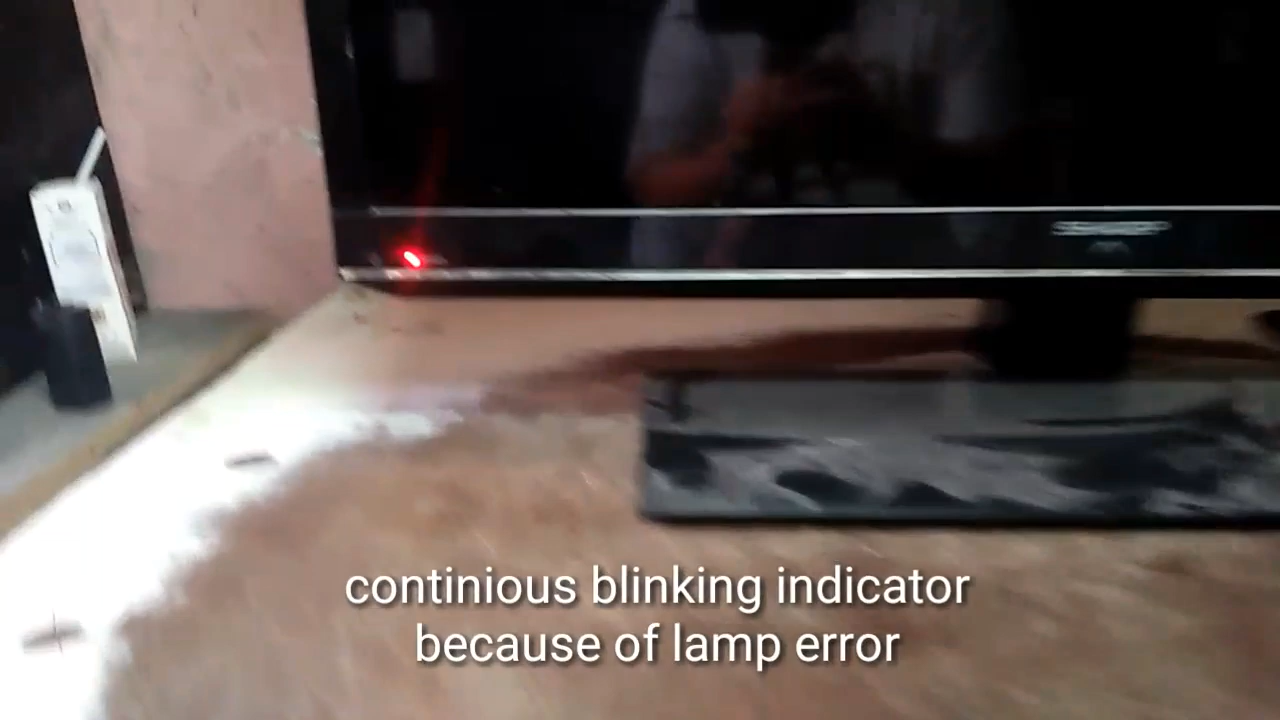 continious blinking indicator
because of lamp error